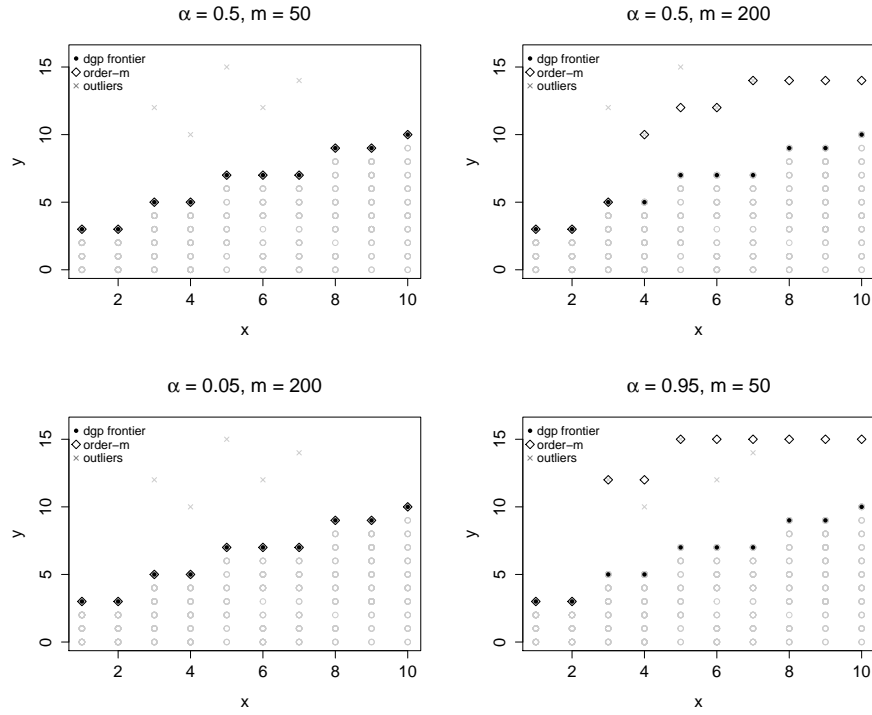 α = 0.5, m = 50
dgp frontier
order−m
outliers
y
0 5 10 15
2 4 6 8 10
x
α = 0.5, m = 200
dgp frontier
order−m
outliers
y
0 5 10 15
2 4 6 8 10
x
α = 0.05, m = 200
dgp frontier
order−m
outliers
y
0 5 10 15
2 4 6 8 10
x
α = 0.95, m = 50
dgp frontier
order−m
outliers
y
0 5 10 15
2 4 6 8 10
x